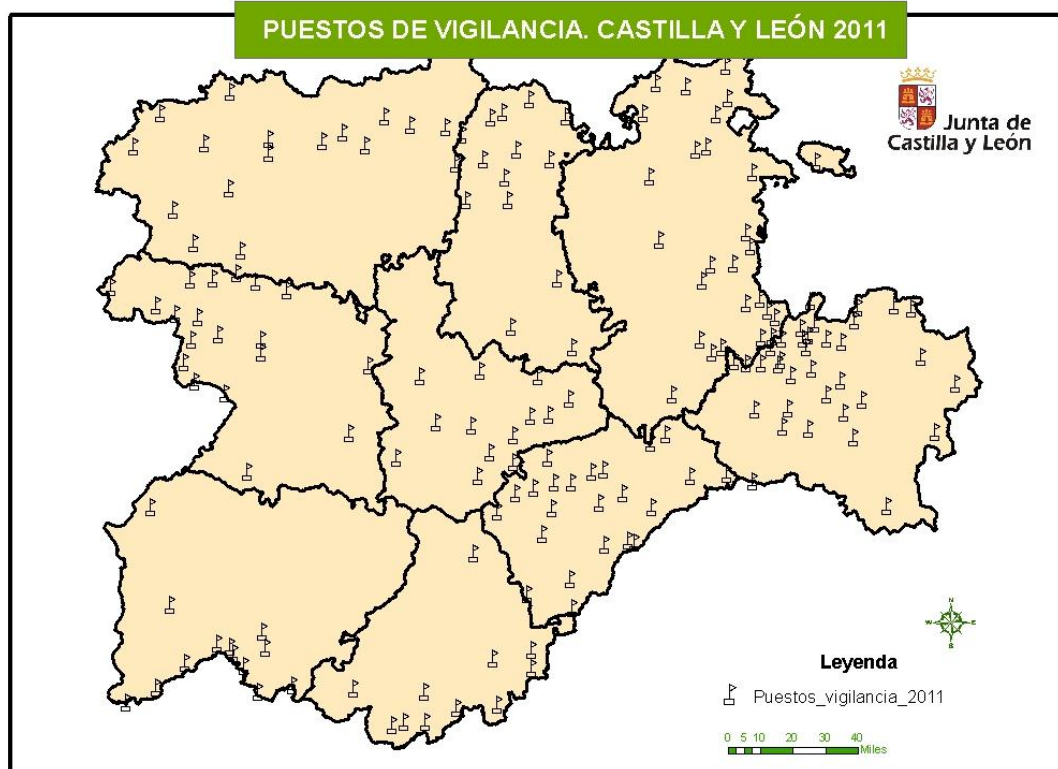 PUESTOS DE VIGILANCIA. CASTILLA Y LEÓN 2011
Junta de
Castilla y León
N
W E
S
Leyenda
Puestos_vigilancia_2011
0 5 10 20 30 40
Miles